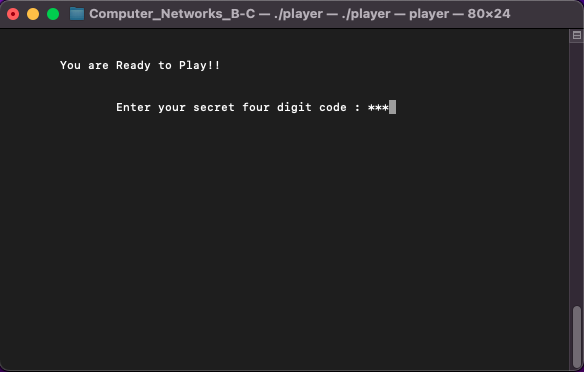 Computer_Networks_B-C — ./player — ./player — player — 80×24
You are Ready to Play!!
Enter your secret four digit code : ***